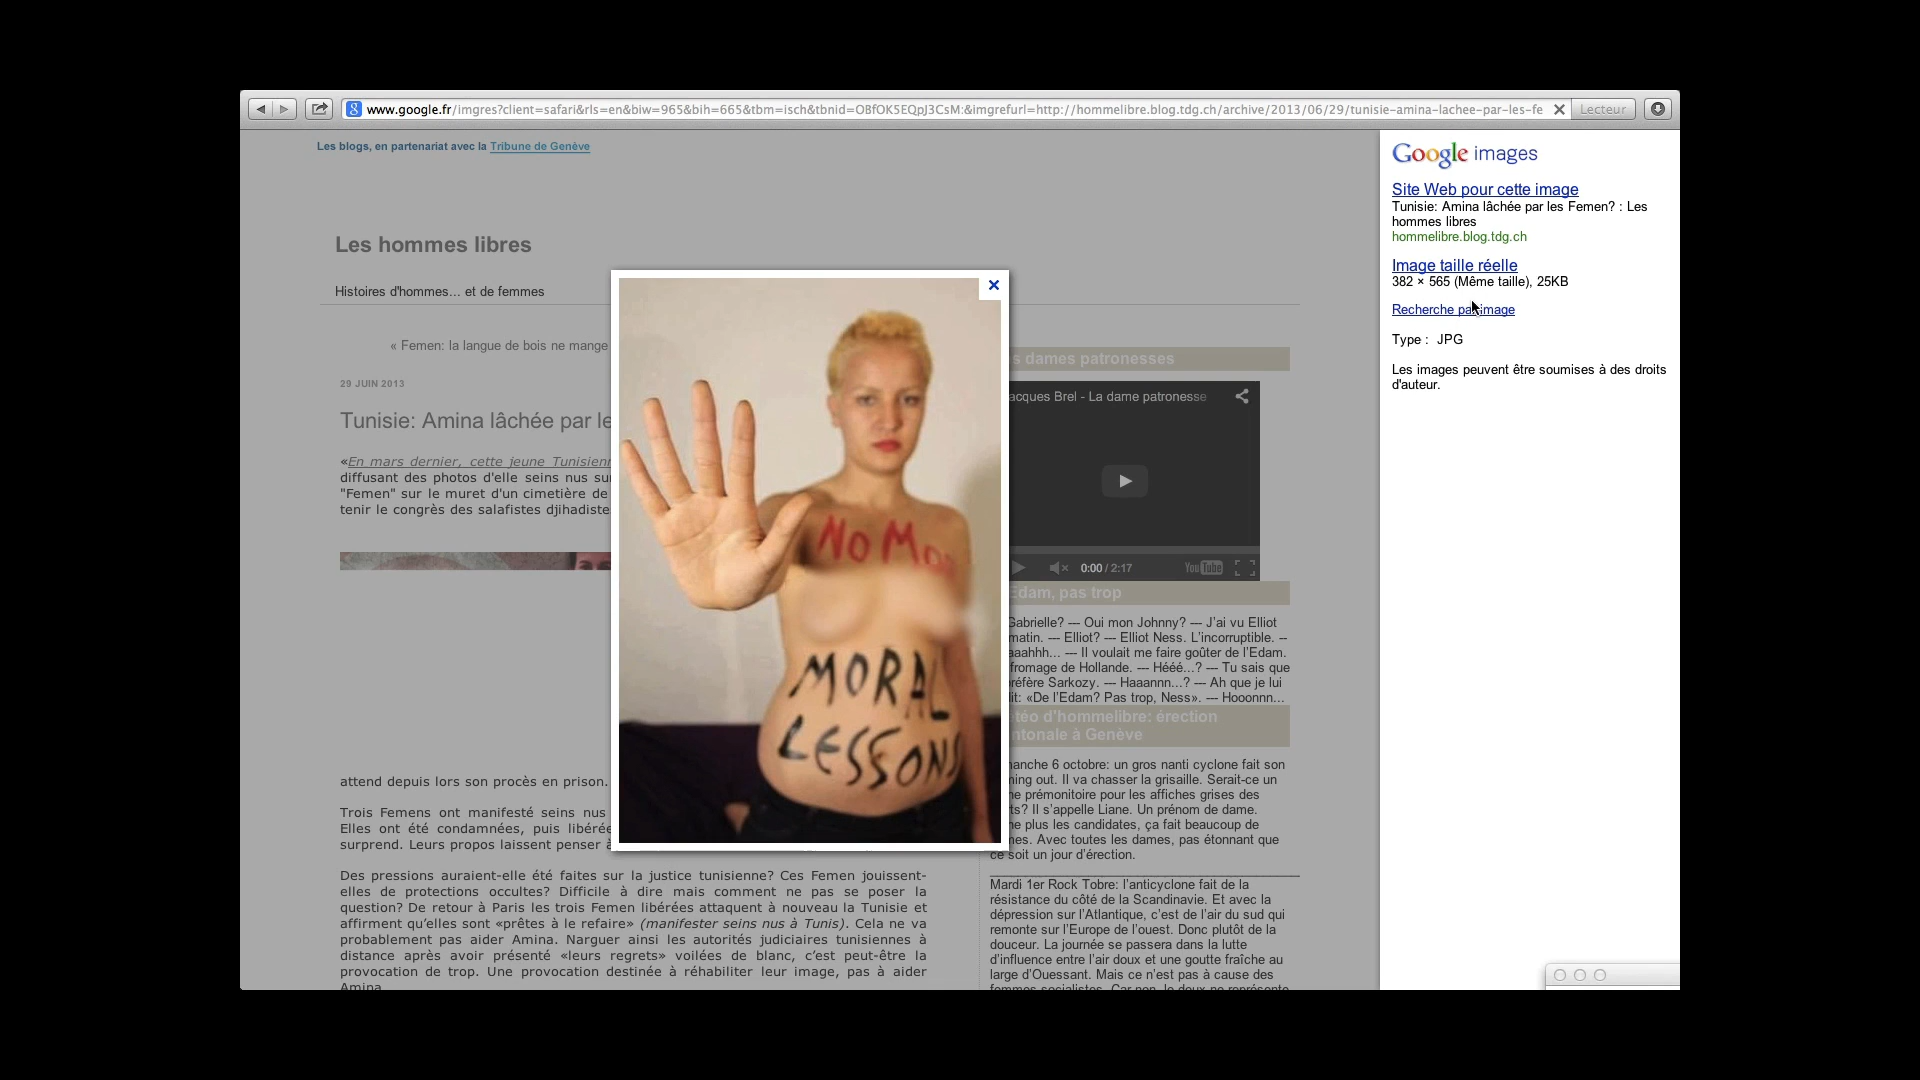 www.google.fr/imgres?client=safari&rls=en&biw=965&bih=665&tbm=isch&tbnid=OBfOK5EQpJ3CsM:&imgrefurl=http://hommelibre.blog.tdg.ch/archive/2013/06/29/tunisie-amina-lachee-par-les-fe
Lecteur
Les blogs, en partenariat avec la Tribune de Genève
Les hommes libres
Histoires d'hommes... et de femmes
« Femen: la langue de bois ne mange
29 JUIN 2013
Tunisie: Amina lâchée par le
«En mars dernier, cette jeune Tunisienn
diffusant des photos d'elle seins nus su
"Femen" sur le muret d'un cimetière de
tenir le congrès des salafistes djihadiste
attend depuis lors son procès en prison.
Trois Femens ont manifesté seins nus
Elles ont été condamnées, puis libérée
surprend. Leurs propos laissent penser à
Des pressions auraient-elle été faites sur la justice tunisienne? Ces Femen jouissent-
elles de protections occultes? Difficile à dire mais comment ne pas se poser la
question? De retour à Paris les trois Femen libérées attaquent à nouveau la Tunisie et
affirment qu’elles sont «prêtes à le refaire» (manifester seins nus à Tunis). Cela ne va
probablement pas aider Amina. Narguer ainsi les autorités judiciaires tunisiennes à
distance après avoir présenté «leurs regrets» voilées de blanc, c’est peut-être la
provocation de trop. Une provocation destinée à réhabiliter leur image, pas à aider
Amina
NO MO
MORAL
LESSONS
s dames patronesses
acques Brel - La dame patronesse
0:00 / 2:17
YouTube
Edam, pas trop
Gabrielle? --- Oui mon Johnny? --- J’ai vu Elliot
matin. --- Elliot? --- Elliot Ness. L’incorruptible. --
aaahhh... --- Il voulait me faire goûter de l’Edam.
fromage de Hollande. --- Hééé...? --- Tu sais que
préfère Sarkozy. --- Haaannn...? --- Ah que je lui
dit: «De l’Edam? Pas trop, Ness». --- Hooonnn...
étéo d'hommelibre: érection
ntonale à Genève
manche 6 octobre: un gros nanti cyclone fait son
ming out. Il va chasser la grisaille. Serait-ce un
ne prémonitoire pour les affiches grises des
ts? Il s’appelle Liane. Un prénom de dame.
ne plus les candidates, ça fait beaucoup de
mes. Avec toutes les dames, pas étonnant que
ce soit un jour d’érection.
Mardi 1er Rock Tobre: l’anticyclone fait de la
résistance du côté de la Scandinavie. Et avec la
dépression sur l’Atlantique, c’est de l’air du sud qui
remonte sur l’Europe de l’ouest. Donc plutôt de la
douceur. La journée se passera dans la lutte
d’influence entre l’air doux et une goutte fraîche au
large d’Ouessant. Mais ce n’est pas à cause des
femmes socialistes. Car non, le doux ne représente
Google images
Site Web pour cette image
Tunisie: Amina lâchée par les Femen? : Les
hommes libres
hommelibre.blog.tdg.ch
Image taille réelle
382 × 565 (Même taille), 25KB
Recherche par image
Type : JPG
Les images peuvent être soumises à des droits
d'auteur.